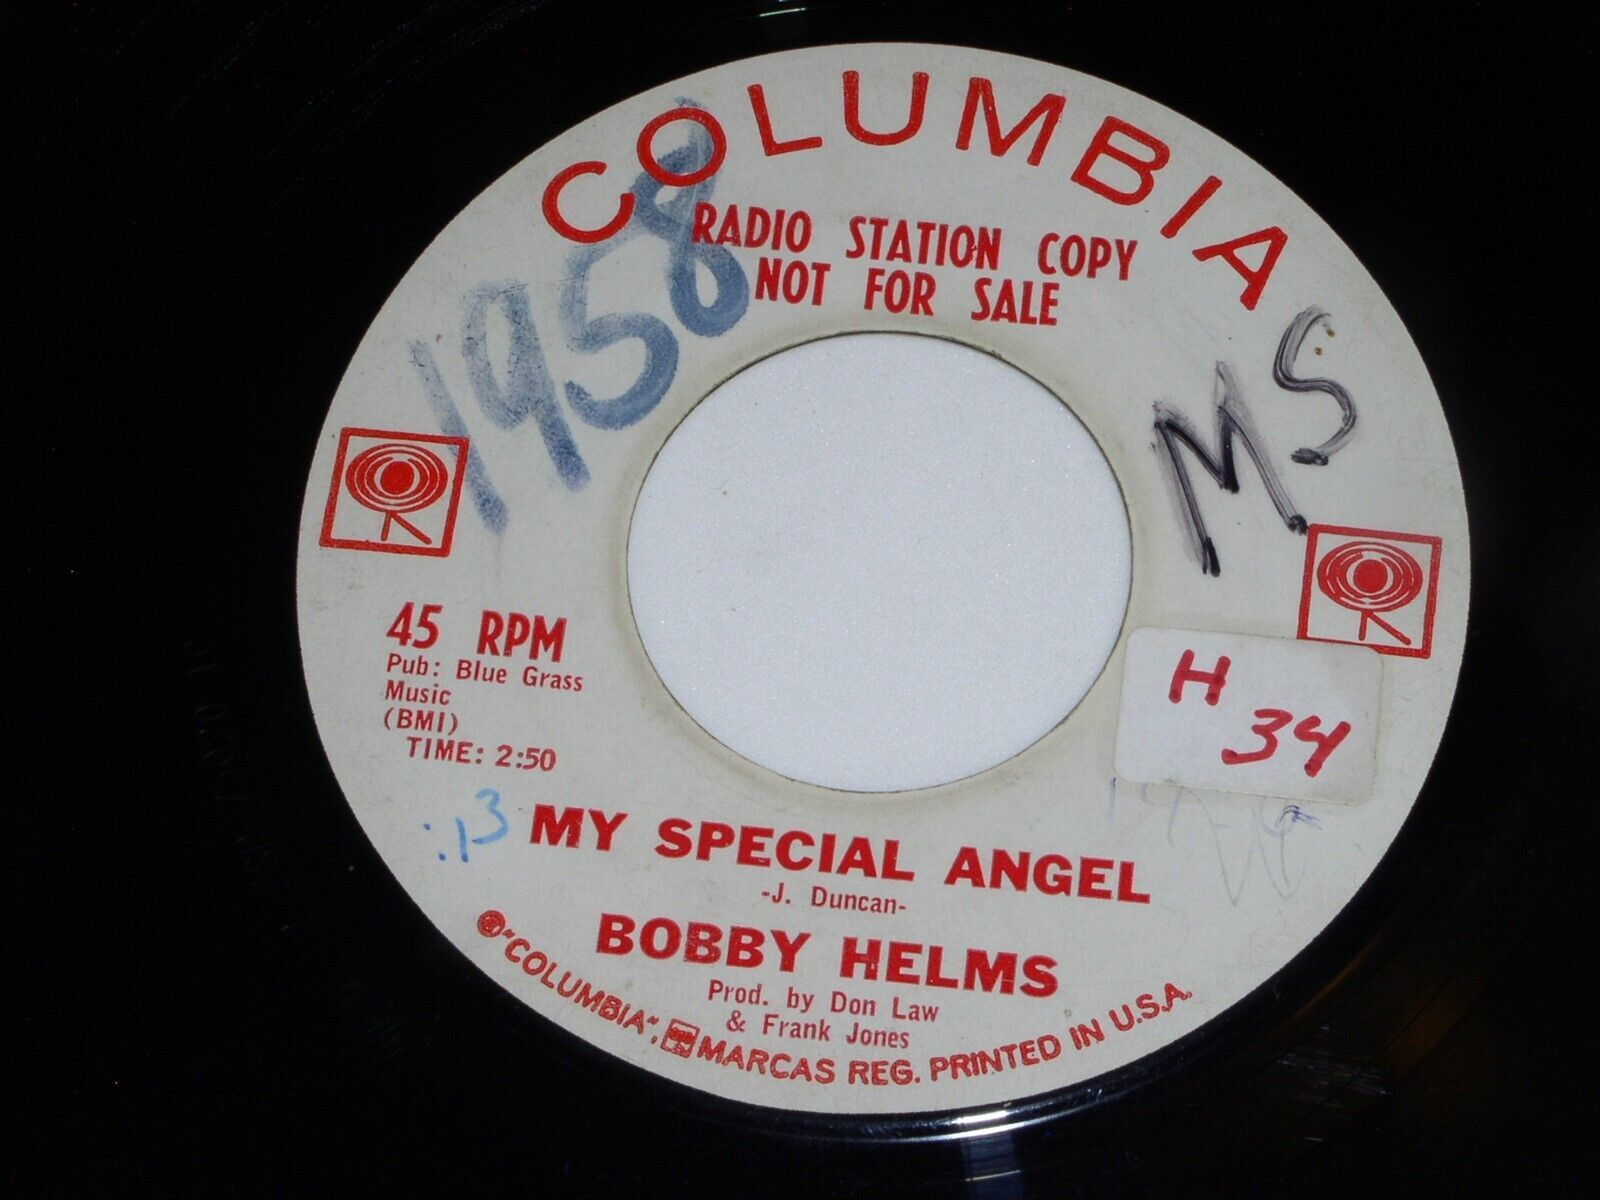 COLUMBIA
RADIO STATION COPY
NOT FOR SALE
1958
MS
45 RPM
Pub: Blue Grass
Music
(BMI)
TIME: 2:50
H
34
:13
MY SPECIAL ANGEL
-J. Duncan-
BOBBY HELMS
Prod. by Don Law
& Frank Jones
® "COLUMBIA", MARCAS REG. PRINTED IN U.S.A.